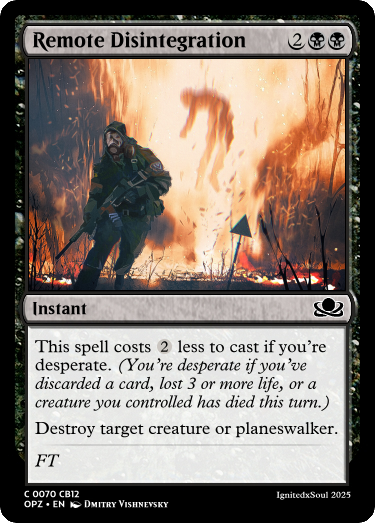 Remote Disintegration 2
Instant
This spell costs 2 less to cast if you're
desperate. (You're desperate if you've
discarded a card, lost 3 or more life, or a
creature you controlled has died this turn.)
Destroy target creature or planeswalker.
FT
C 0070 CB12
OPZ • EN Dmitry Vishnevsky
IgnitedxSoul 2025